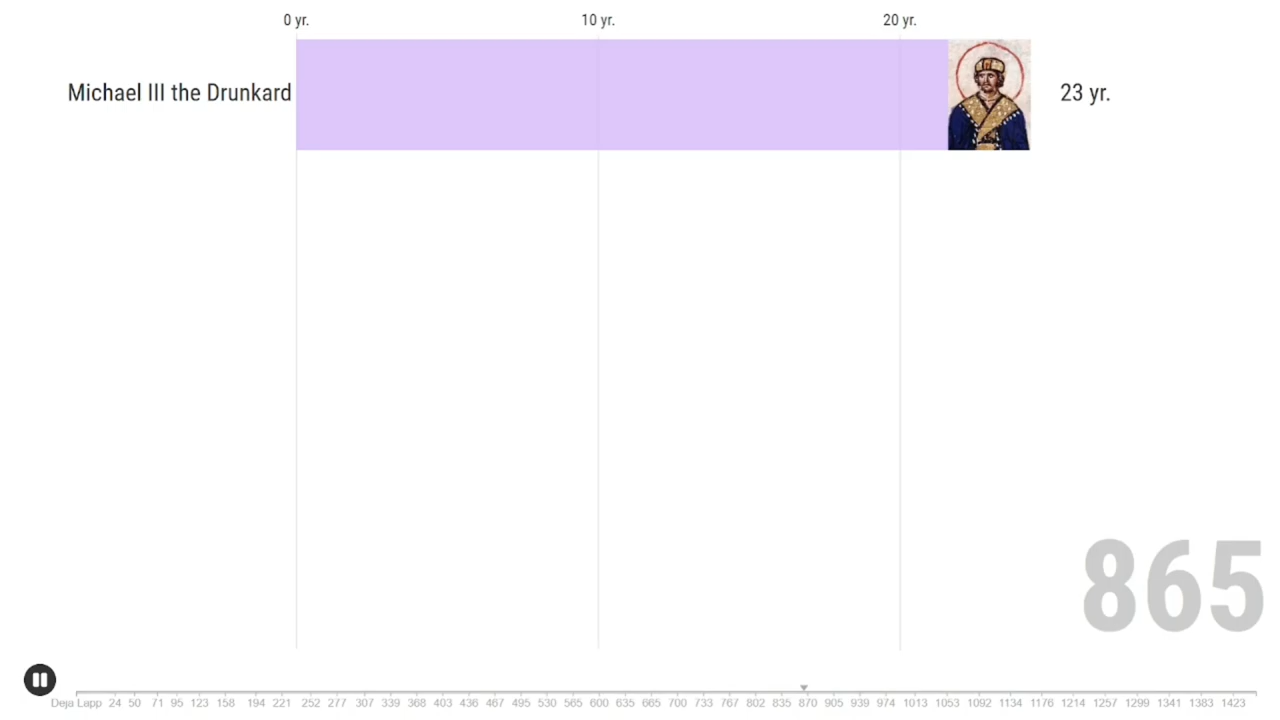 0 yr. 10 yr. 20 yr.
Michael III the Drunkard 23 yr.
865
Deja Lapp 24 50 71 95 123 158 194 221 252 277 307 339 368 403 436 467 495 530 565 600 635 665 700 733 767 802 835 870 905 939 974 1013 1053 1092 1134 1176 1214 1257 1299 1341 1383 1423